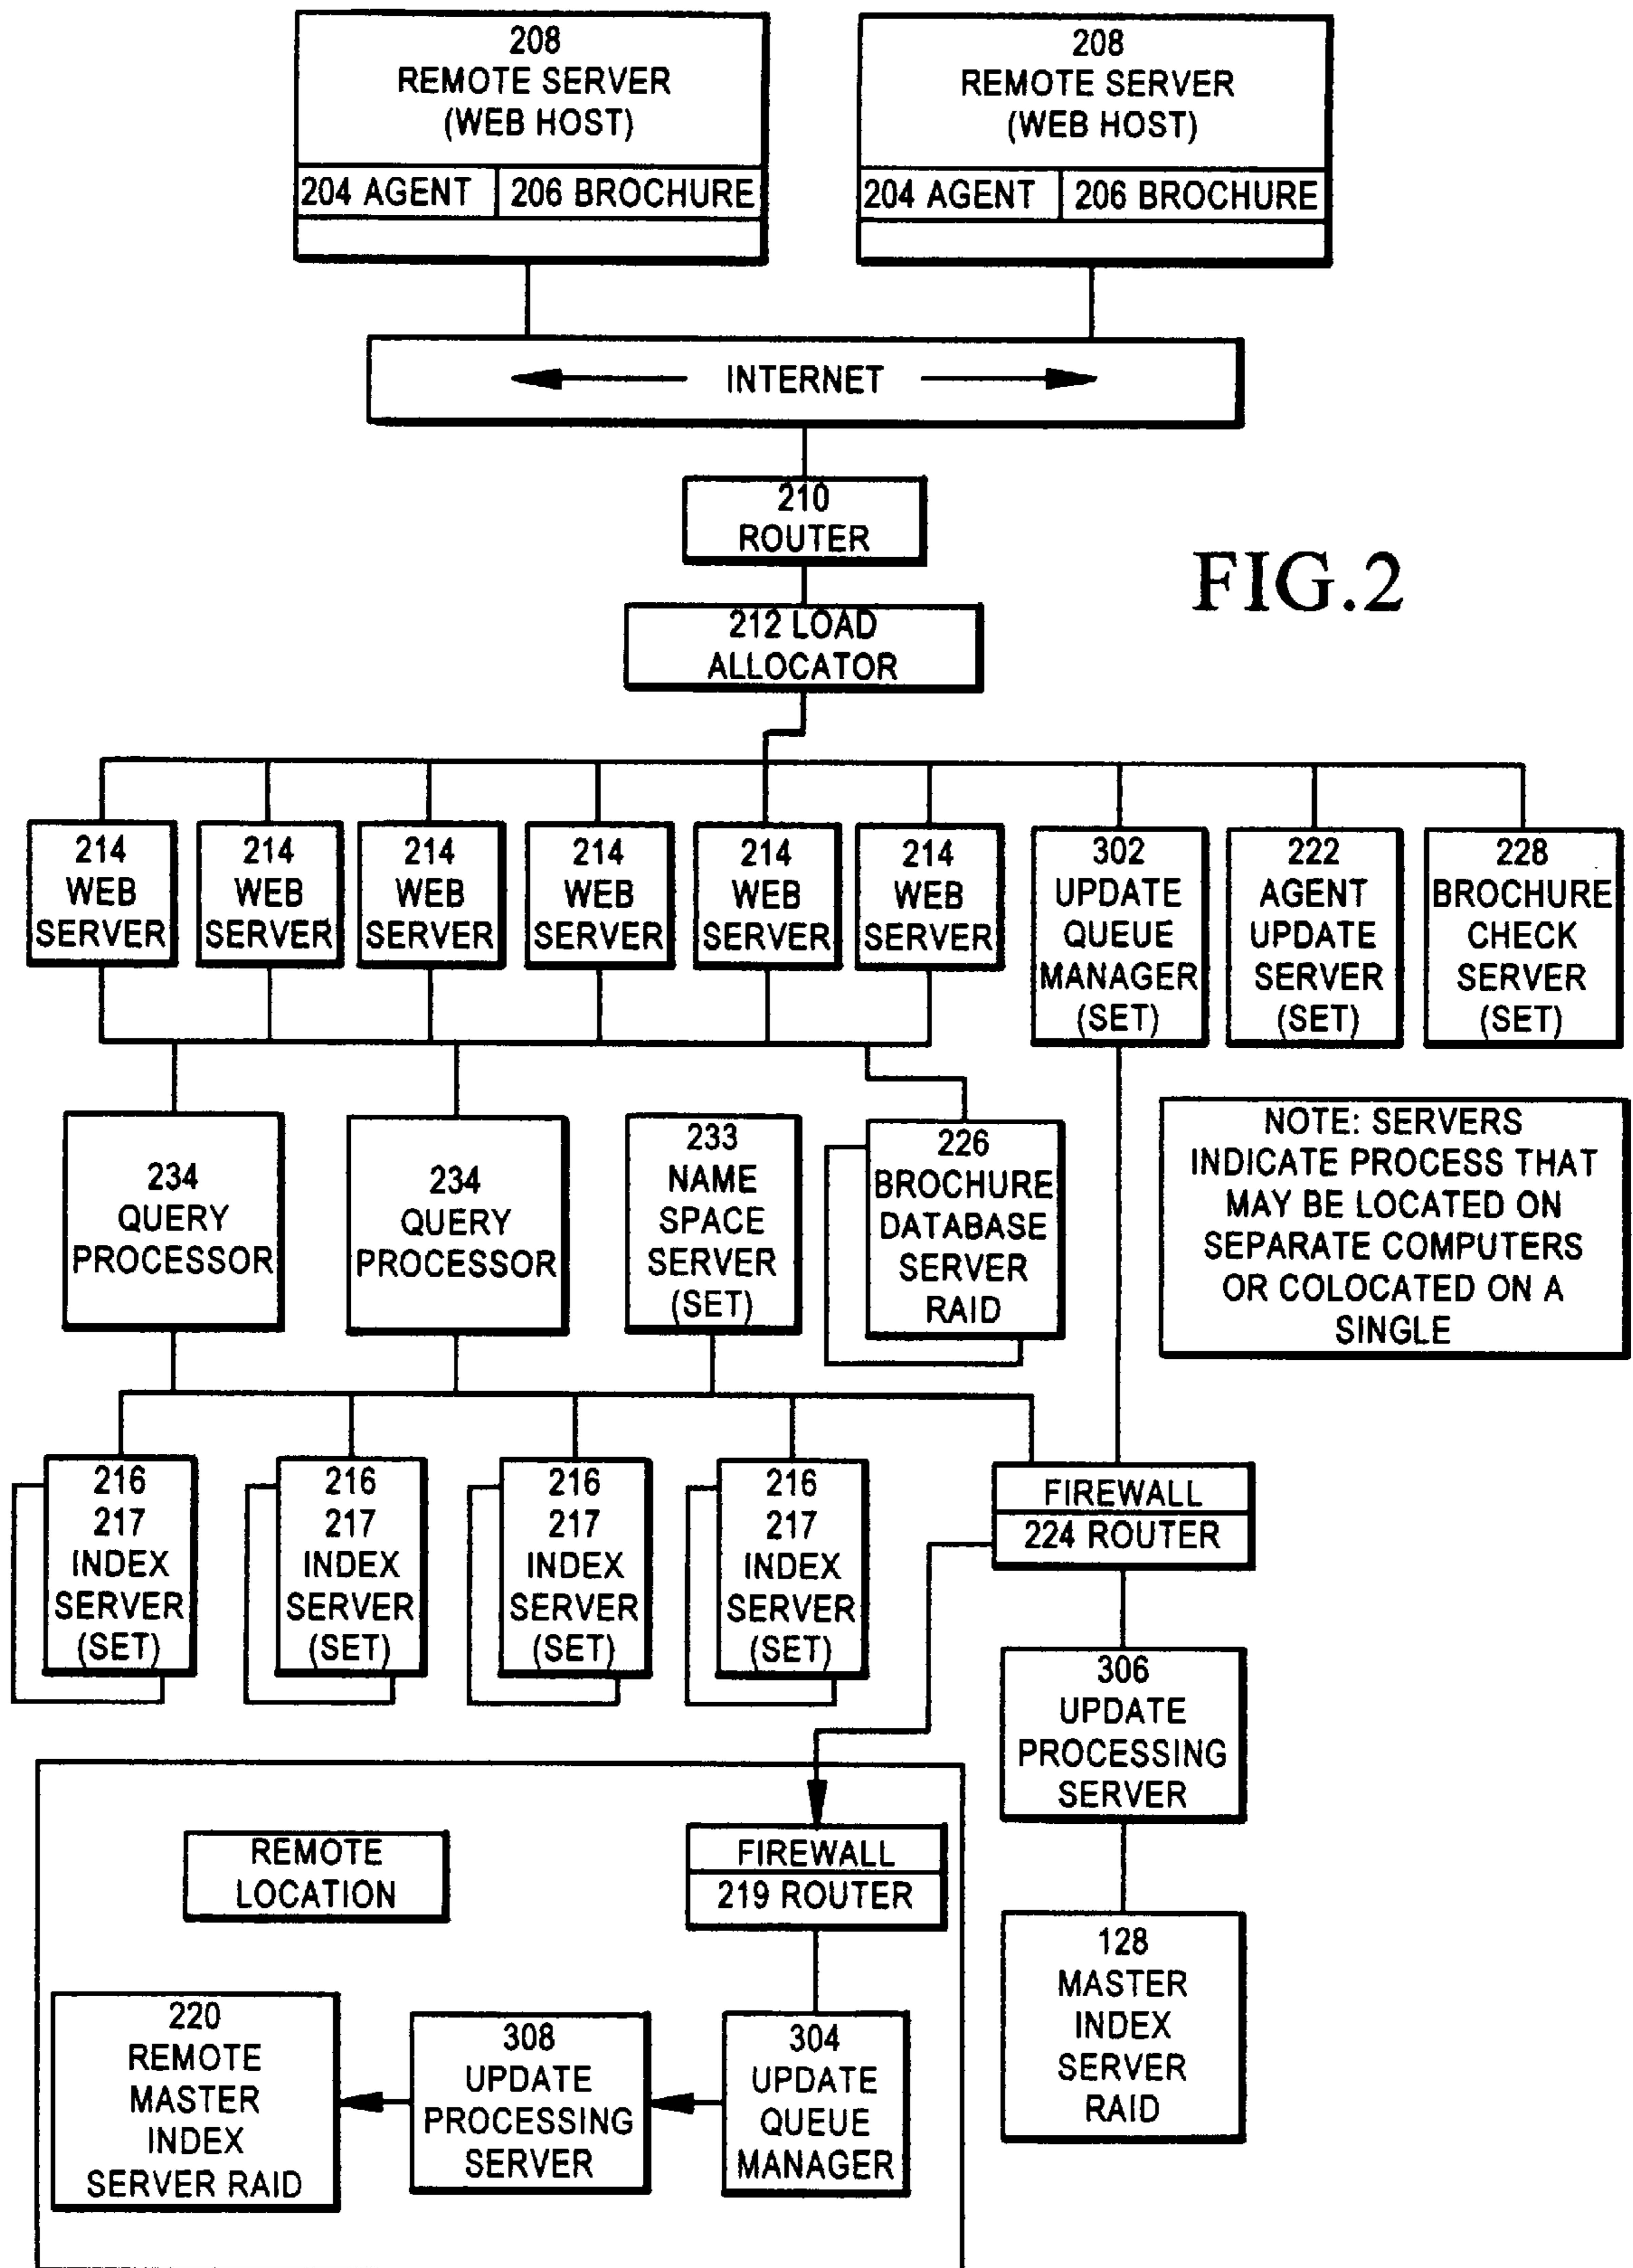 208
REMOTE SERVER
(WEB HOST)
204 AGENT
206 BROCHURE
208
REMOTE SERVER
(WEB HOST)
204 AGENT
206 BROCHURE
INTERNET
210
ROUTER
FIG.2
212 LOAD
ALLOCATOR
214
WEB
SERVER
214
WEB
SERVER
214
WEB
SERVER
214
WEB
SERVER
214
WEB
SERVER
214
WEB
SERVER
302
UPDATE
QUEUE
MANAGER
(SET)
222
AGENT
UPDATE
SERVER
(SET)
228
BROCHURE
CHECK
SERVER
(SET)
234
QUERY
PROCESSOR
234
QUERY
PROCESSOR
233
NAME
SPACE
SERVER
(SET)
226
BROCHURE
DATABASE
SERVER
RAID
NOTE: SERVERS
INDICATE PROCESS THAT
MAY BE LOCATED ON
SEPARATE COMPUTERS
OR COLOCATED ON A
SINGLE
216
217
INDEX
SERVER
(SET)
216
217
INDEX
SERVER
(SET)
216
217
INDEX
SERVER
(SET)
216
217
INDEX
SERVER
(SET)
FIREWALL
224 ROUTER
306
UPDATE
PROCESSING
SERVER
128
MASTER
INDEX
SERVER
RAID
REMOTE
LOCATION
FIREWALL
219 ROUTER
220
REMOTE
MASTER
INDEX
SERVER RAID
308
UPDATE
PROCESSING
SERVER
304
UPDATE
QUEUE
MANAGER